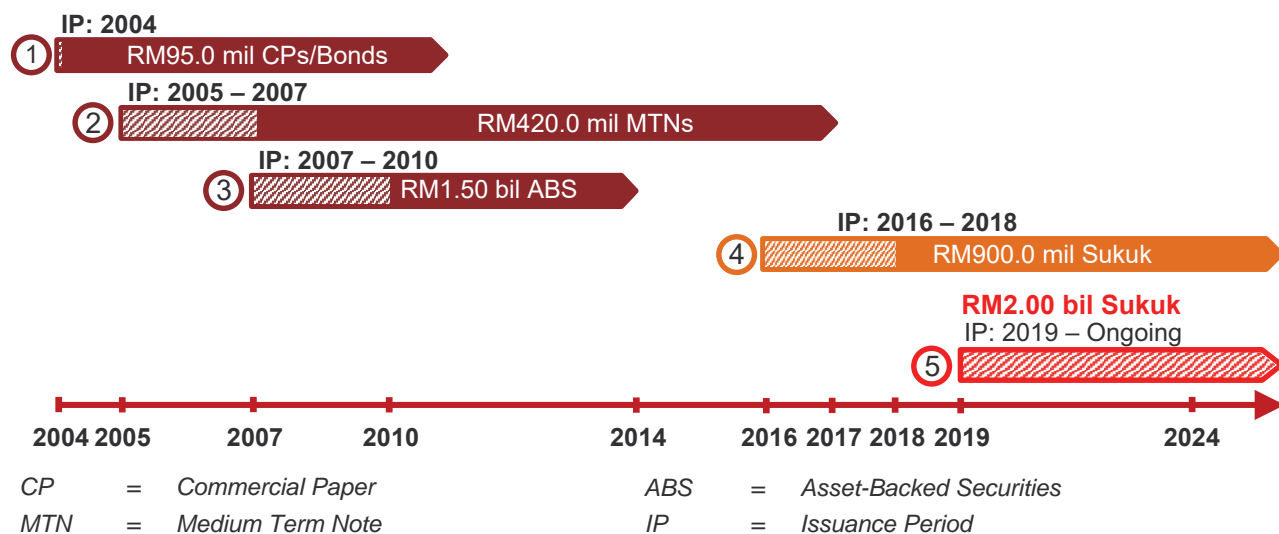 IP: 2004
1 RM95.0 mil CPs/Bonds
IP: 2005 – 2007
2 RM420.0 mil MTNs
IP: 2007 – 2010
3 RM1.50 bil ABS
IP: 2016 – 2018
4 RM900.0 mil Sukuk
RM2.00 bil Sukuk
IP: 2019 – Ongoing
5
2004 2005 2007 2010 2014 2016 2017 2018 2019 2024
CP = Commercial Paper ABS = Asset-Backed Securities
MTN = Medium Term Note IP = Issuance Period